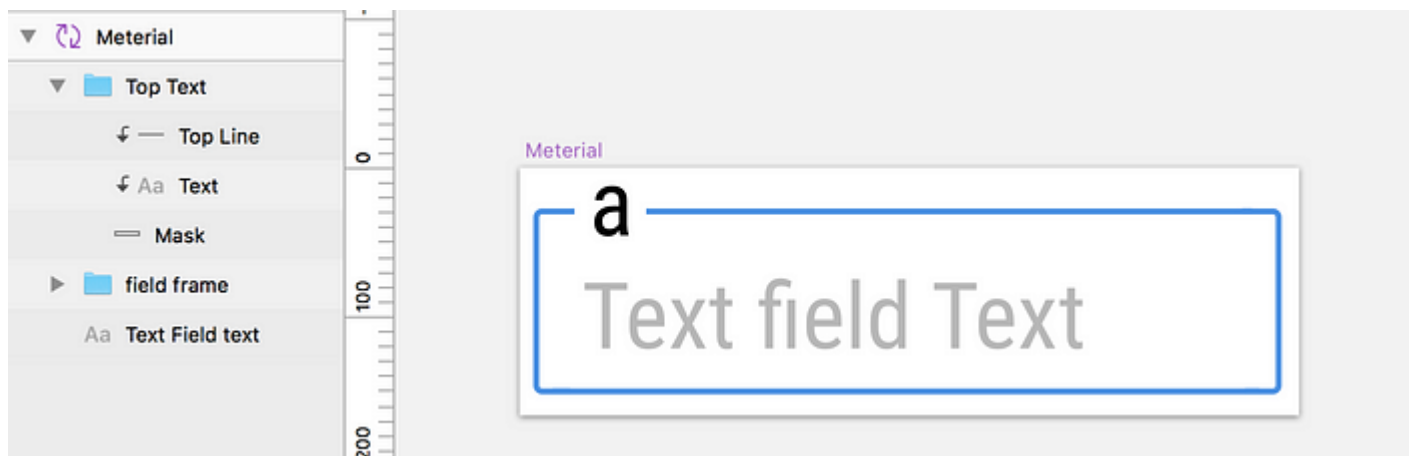 Meterial
Top Text
Top Line
Aa Text
Mask
field frame
Aa Text Field text
0
100
200
Meterial
a
Text field Text